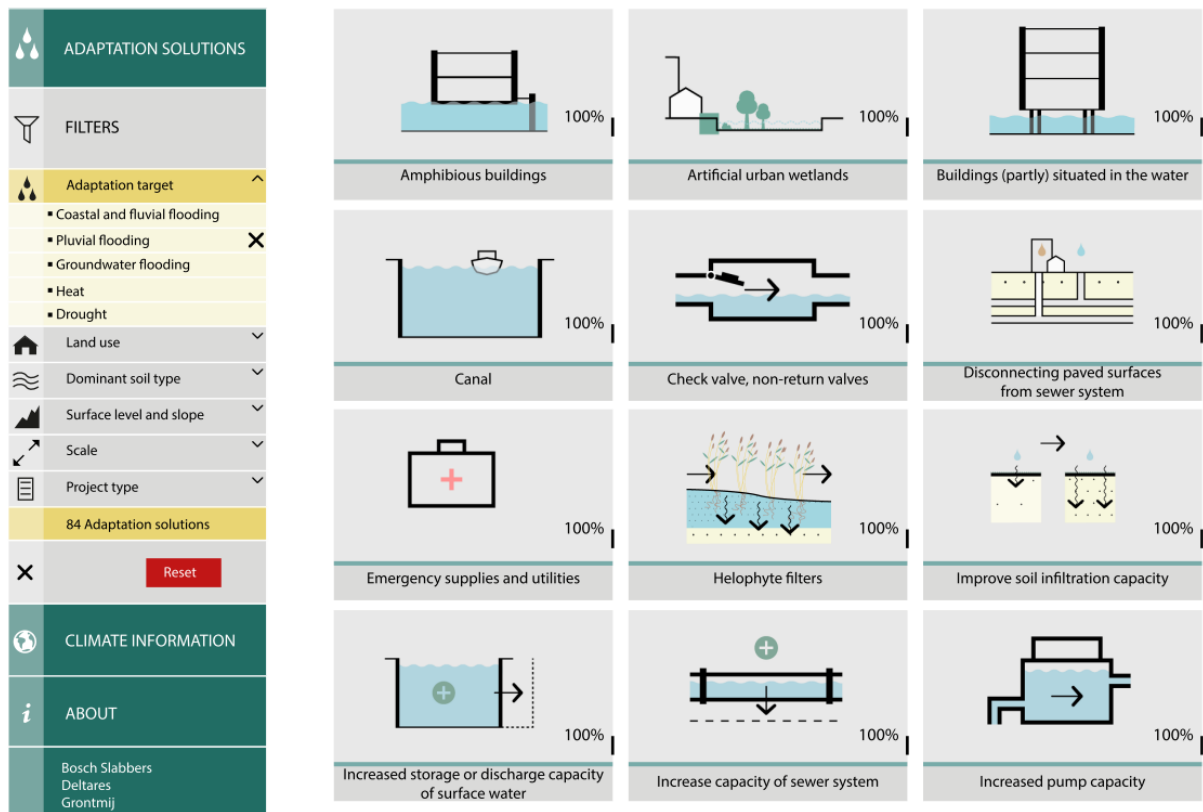 ADAPTATION SOLUTIONS
FILTERS
Adaptation target
Coastal and fluvial flooding
Pluvial flooding
Groundwater flooding
Heat
Drought
Land use
Dominant soil type
Surface level and slope
Scale
Project type
84 Adaptation solutions
Reset
CLIMATE INFORMATION
i
ABOUT
Bosch Slabbers
Deltares
Grontmij
100%
Amphibious buildings
100%
Artificial urban wetlands
100%
Buildings (partly) situated in the water
100%
Canal
100%
Check valve, non-return valves
100%
Disconnecting paved surfaces
from sewer system
100%
Emergency supplies and utilities
100%
Helophyte filters
100%
Improve soil infiltration capacity
100%
Increased storage or discharge capacity
of surface water
100%
Increase capacity of sewer system
100%
Increased pump capacity